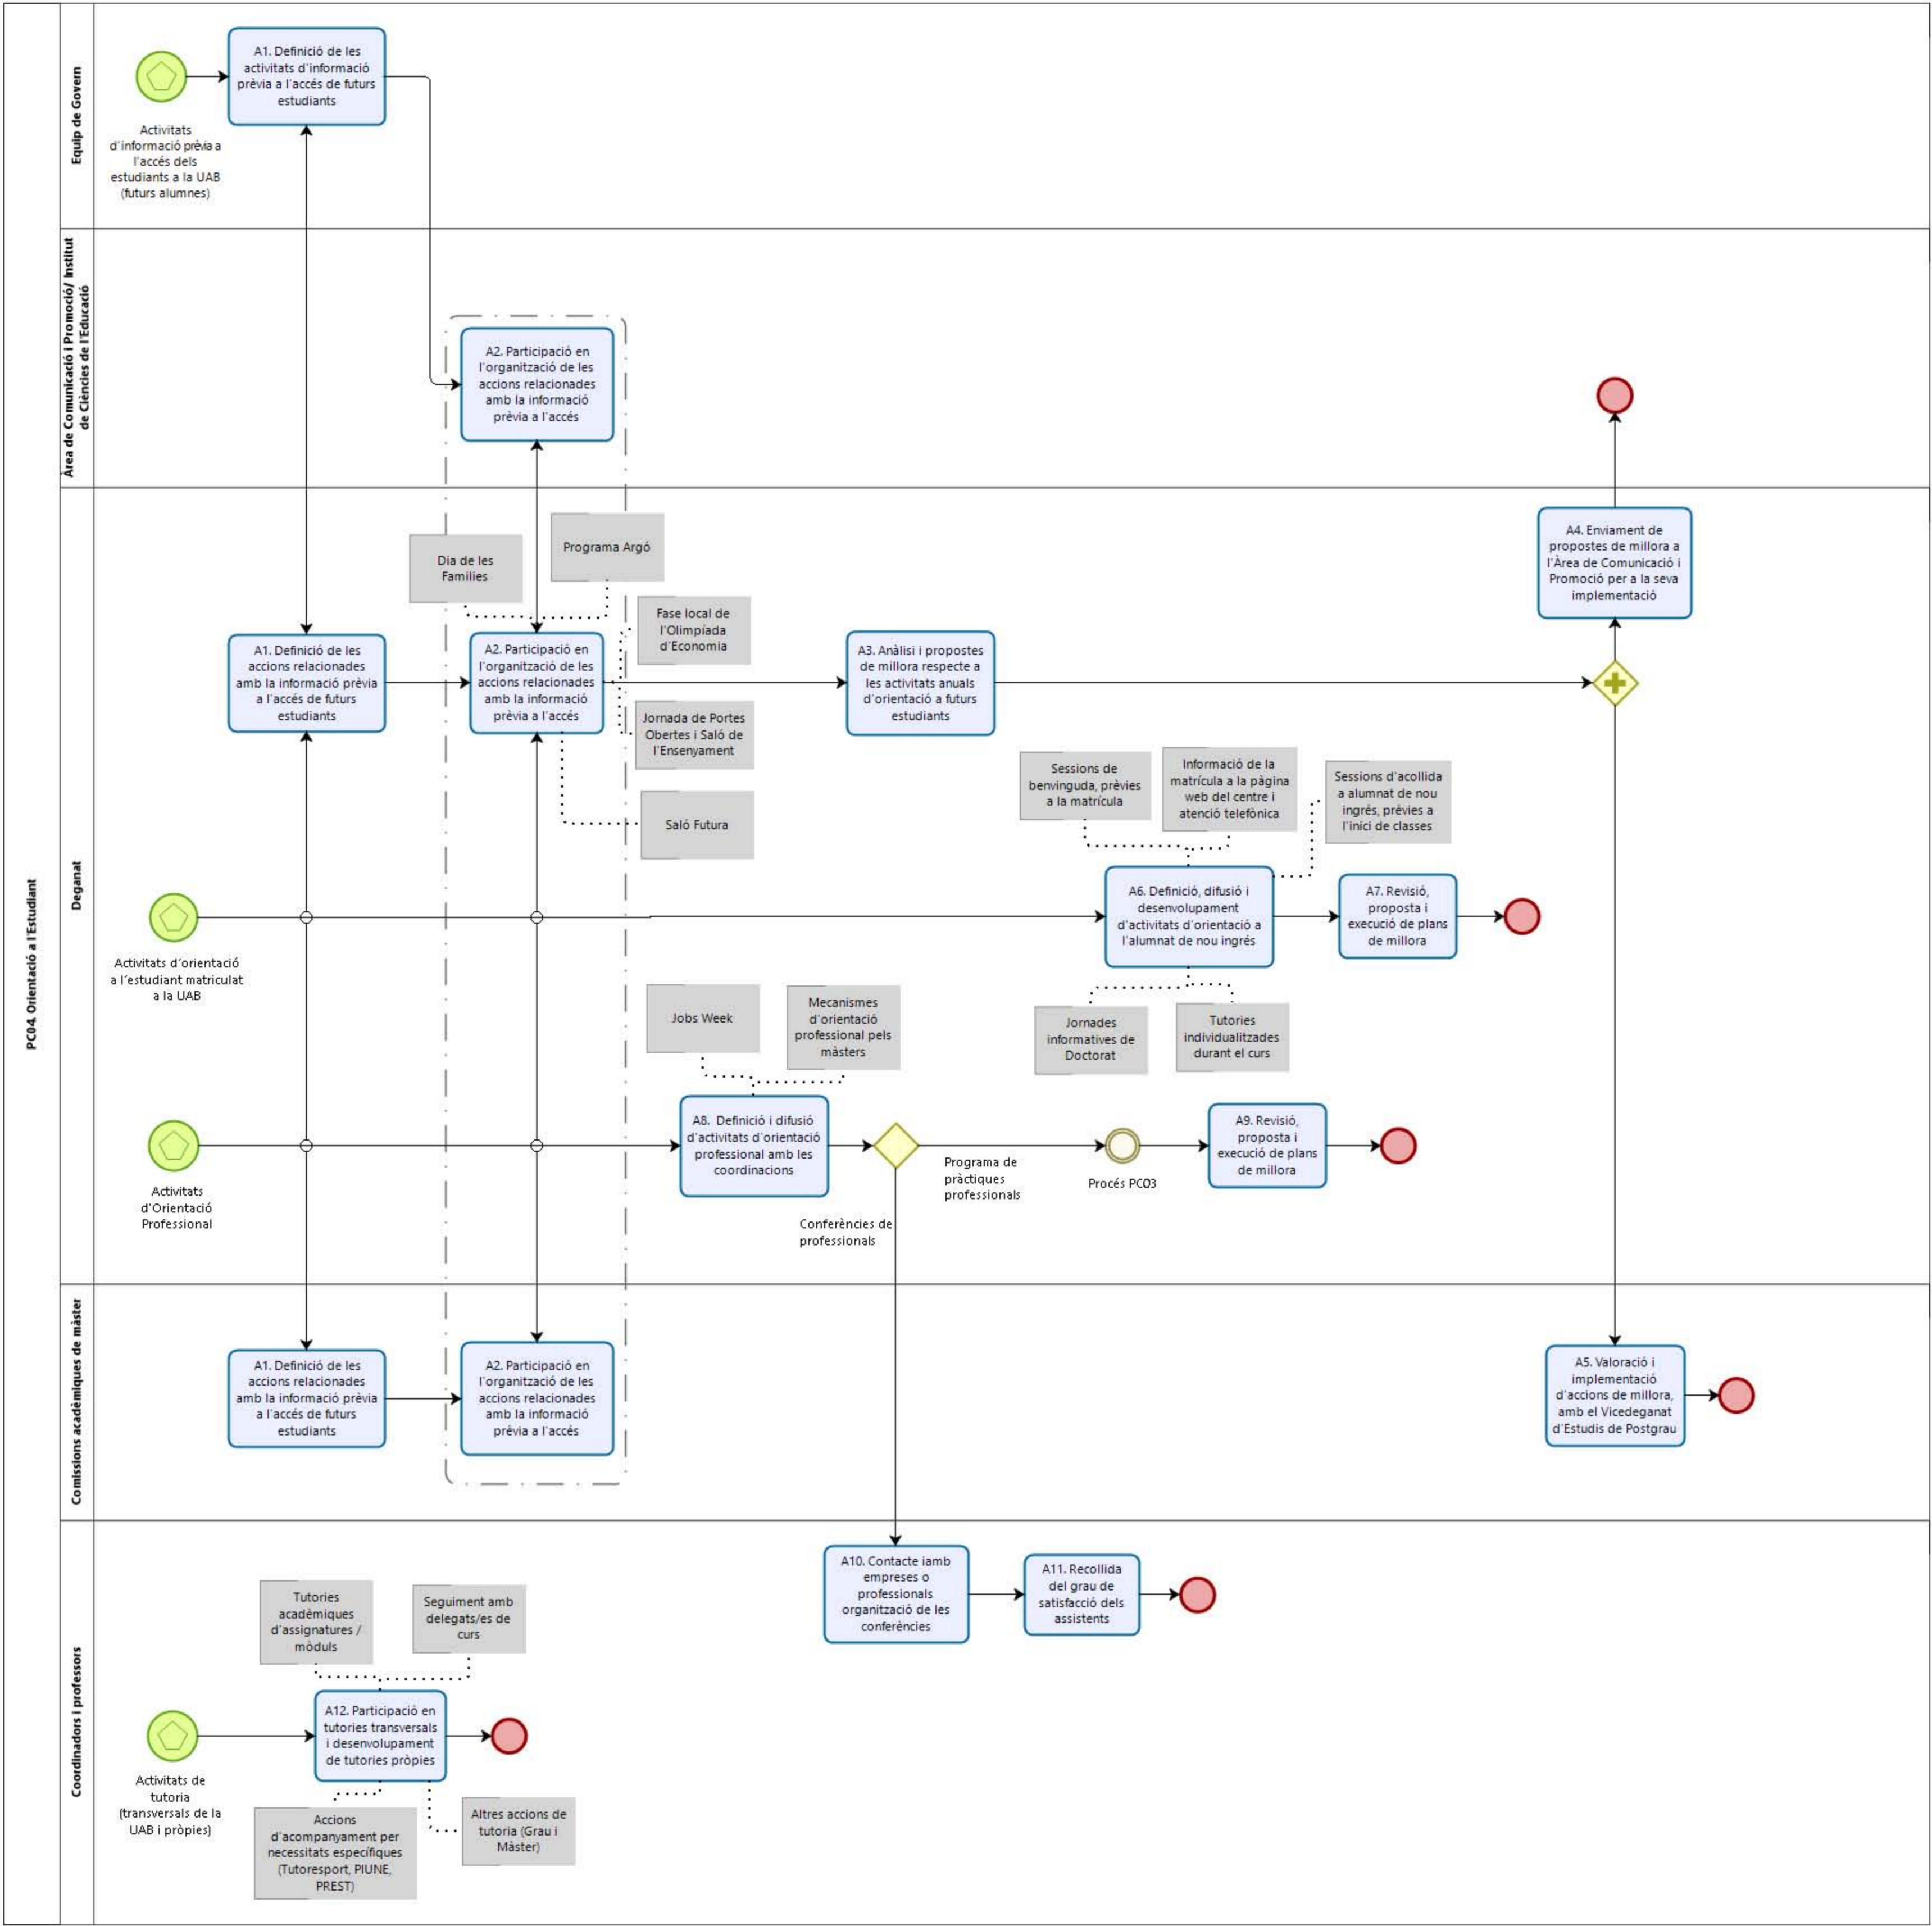 PC04. Orientació a l'Estudiant
Equip de Govern
Activitats
d'informació prèvia a
l'accés dels
estudiants a la UAB
(futurs alumnes)
A1. Definició de les
activitats d'informació
prèvia a l'accés de futurs
estudiants
Àrea de Comunicació i Promoció/ Institut
de Ciències de l'Educació
A2. Participació en
l'organització de les
accions relacionades
amb la informació
prèvia a l'accés
Deganat
Dia de les
Families
Programa Argó
Fase local de
l'Olimpíada
d'Economia
A1. Definició de les
accions relacionades
amb la informació prèvia
a l'accés de futurs
estudiants
A2. Participació en
l'organització de les
accions relacionades
amb la informació
prèvia a l'accés
Jornada de Portes
Obertes i Saló de
l'Ensenyament
Saló Futura
A3. Anàlisi i propostes
de millora respecte a
les activitats anuals
d'orientació a futurs
estudiants
A4. Enviament de
propostes de millora a
l'Àrea de Comunicació i
Promoció per a la seva
implementació
Sessions de
benvinguda, prèvies
a la matrícula
Informació de la
matrícula a la pàgina
web del centre i
atenció telefònica
Sessions d'acollida
a alumnat de nou
ingrés, prèvies a
l'inici de classes
Activitats d'orientació
a l'estudiant matriculat
a la UAB
A6. Definició, difusió i
desenvolupament
d'activitats d'orientació a
l'alumnat de nou ingrés
A7. Revisió,
proposta i
execució de plans
de millora
Jornades
informatives de
Doctorat
Tutories
individualitzades
durant el curs
Jobs Week
Mecanismes
d'orientació
professional pels
màsters
Activitats
d'Orientació
Professional
A8.  Definició i difusió
d'activitats d'orientació
professional amb les
coordinacions
Programa de
pràctiques
professionals
Conferències de
professionals
Procés PC03
A9. Revisió,
proposta i
execució de plans
de millora
Comissions acadèmiques de màster
A1. Definició de les
accions relacionades
amb la informació prèvia
a l'accés de futurs
estudiants
A2. Participació en
l'organització de les
accions relacionades
amb la informació
prèvia a l'accés
A5. Valoració i
implementació
d'accions de millora,
amb el Vicedeganat
d'Estudis de Postgrau
Coordinadors i professors
A10. Contacte iamb
empreses o
professionals
organització de les
conferències
A11. Recollida
del grau de
satisfacció dels
assistents
Tutories
acadèmiques
d'assignatures /
mòduls
Seguiment amb
delegats/es de
curs
Activitats de
tutoria
(transversals de la
UAB i pròpies)
A12. Participació en
tutories transversals
i desenvolupament
de tutories pròpies
Accions
d'acompanyament per
necessitats específiques
(Tutoresport, PIUNE,
PREST)
Altres accions de
tutoria (Grau i
Màster)